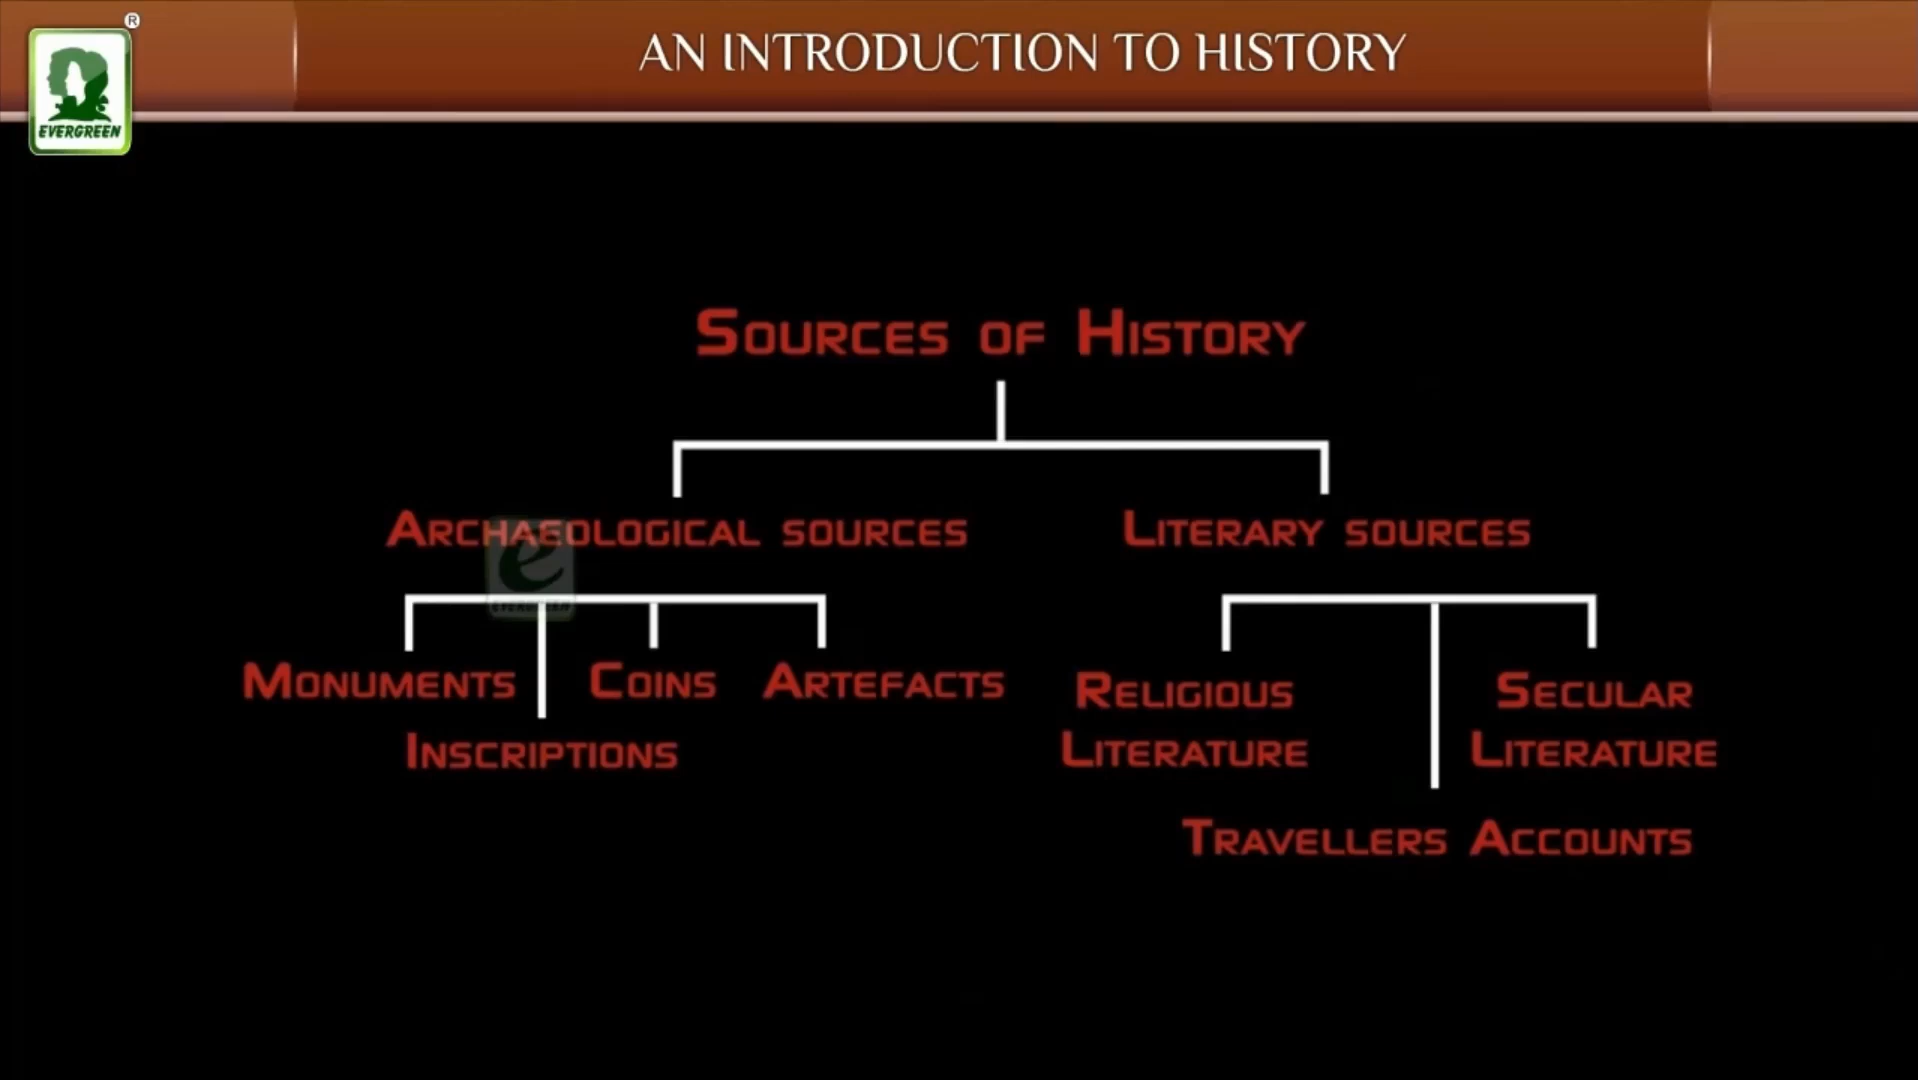 ®
EVERGREEN
AN INTRODUCTION TO HISTORY
SOURCES OF HISTORY
ARCHAEOLOGICAL SOURCES
LITERARY SOURCES
e
EVERGREEN
MONUMENTS
COINS
ARTEFACTS
INSCRIPTIONS
RELIGIOUS
LITERATURE
SECULAR
LITERATURE
TRAVELLERS ACCOUNTS